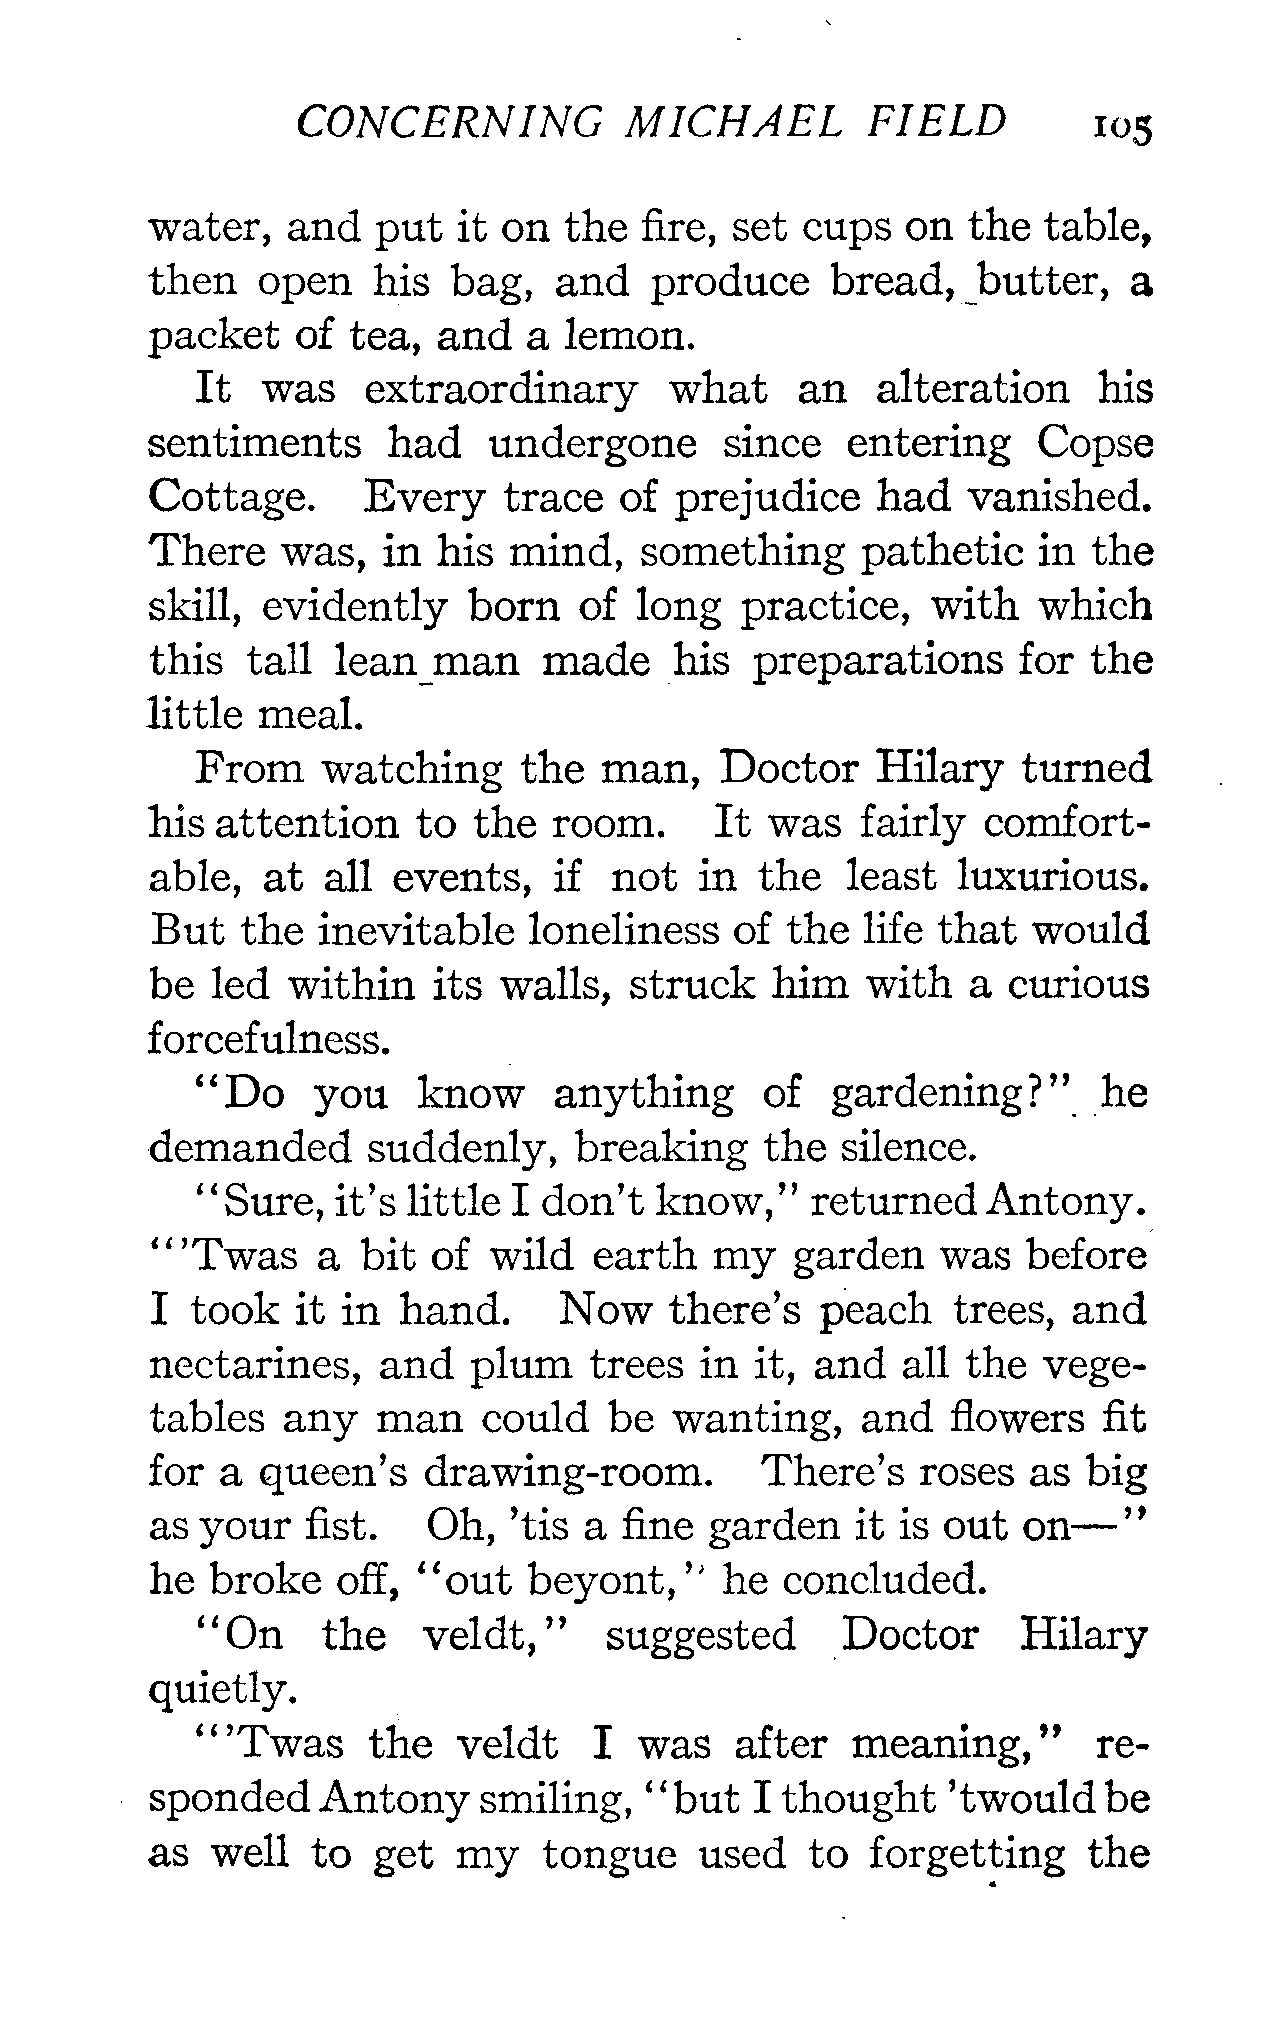 CONCERNING MICHAEL FIELD 105
water, and put it on the fire, set cups on the table,
then open his bag, and produce bread, butter, a
packet of tea, and a lemon.
It was extraordinary what an alteration his
sentiments had undergone since entering Copse
Cottage. Every trace of prejudice had vanished.
There was, in his mind, something pathetic in the
skill, evidently born of long practice, with which
this tall lean man made his preparations for the
little meal.
From watching the man, Doctor Hilary turned
his attention to the room. It was fairly comfort-
able, at all events, if not in the least luxurious.
But the inevitable loneliness of the life that would
be led within its walls, struck him with a curious
forcefulness.
"Do you know anything of gardening?" he
demanded suddenly, breaking the silence.
"Sure, it's little I don't know," returned Antony.
"'Twas a bit of wild earth my garden was before
I took it in hand. Now there's peach trees, and
nectarines, and plum trees in it, and all the vege-
tables any man could be wanting, and flowers fit
for a queen's drawing-room. There's roses as big
as your fist. Oh, 'tis a fine garden it is out on—"
he broke off, "out beyont," he concluded.
"On the veldt," suggested Doctor Hilary
quietly.
"'Twas the veldt I was after meaning," re-
sponded Antony smiling, "but I thought 'twould be
as well to get my tongue used to forgetting the